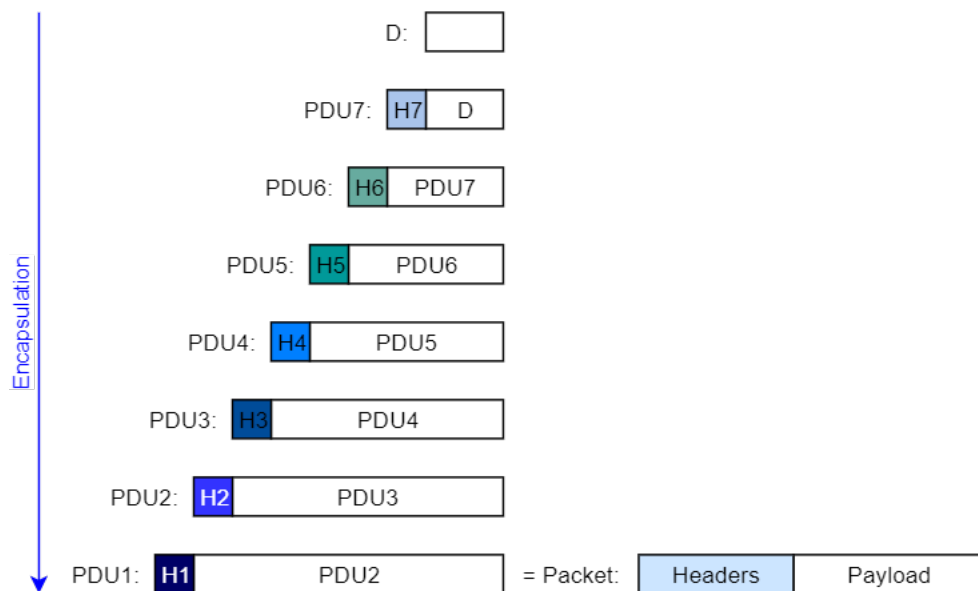 D:
PDU7: H7 D
PDU6: H6 PDU7
PDU5: H5 PDU6
Encapsulation
PDU4: H4 PDU5
PDU3: H3 PDU4
PDU2: H2 PDU3
PDU1: H1 PDU2 = Packet: Headers Payload